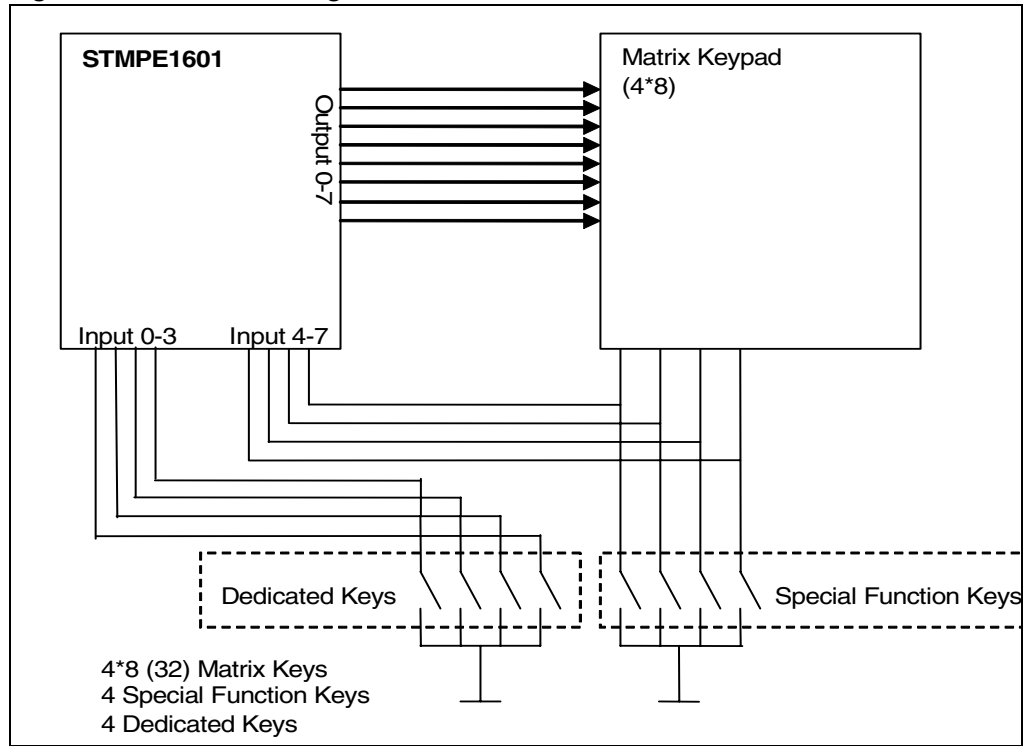 STMPE1601
Matrix Keypad
(4*8)
Output 0-7
Input 0-3
Input 4-7
Dedicated Keys
Special Function Keys
4*8 (32) Matrix Keys
4 Special Function Keys
4 Dedicated Keys